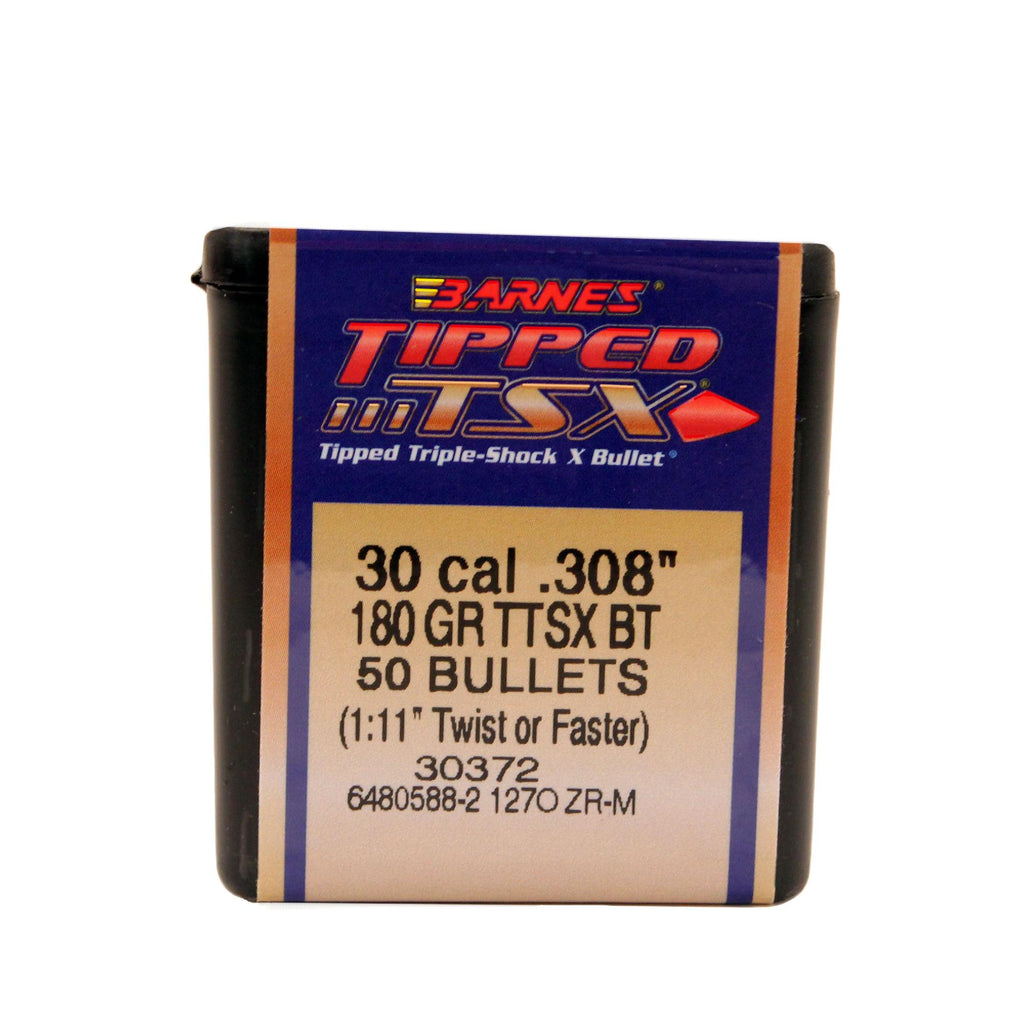 BARNES®
TIPPED
TSX®
Tipped Triple-Shock X Bullet®
30 cal .308"
180 GR TTSX BT
50 BULLETS
(1:11" Twist or Faster)
30372
6480588-2 127O ZR-M